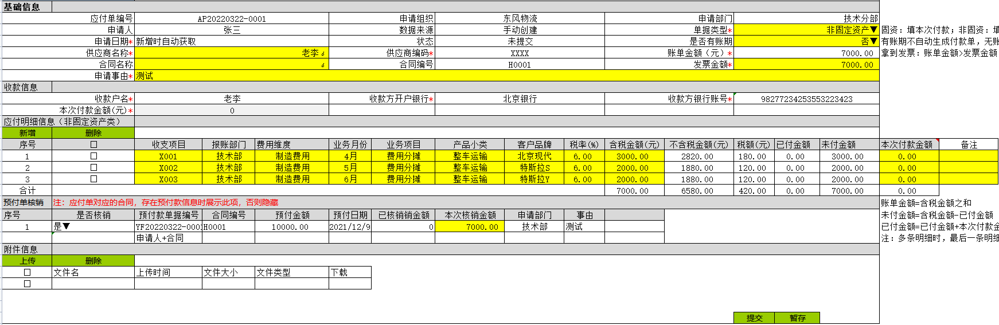 基础信息
应付单编号 AP20220322-0001 申请组织 东风物流 申请部门 技术分部
申请人 张三 数据来源 手动创建 单据类型* 非固定资产▼ 固资：填本次付款；非固资：填
申请日期* 新增时自动获取 状态 未提交 是否有账期 否▼ 有账期不自动生成付款单，无账
供应商名称* 老李 供应商编码* XXXX 账单金额（元）* 7000.00 拿到发票：账单金额>发票金额
合同名称 合同编号 H0001 发票金额* 7000.00
申请事由* 测试
收款信息
收款户名* 老李 收款方开户银行* 北京银行 收款方银行账号* 98277234253553223423
本次付款金额(元)* 0
应付明细信息（非固定资产类）
新增 删除
序号 □ 收支项目 报账部门 费用维度 业务月份 业务项目 产品小类 客户品牌 税率(%) 含税金额(元) 不含税金额(元) 税额(元) 已付金额 未付金额 本次付款金额 备注
1 □ X001 技术部 制造费用 4月 费用分摊 整车运输 北京现代 6.00 3000.00 2820.00 180.00 0.00 3000.00 0.00
2 □ X002 技术部 制造费用 5月 费用分摊 整车运输 特斯拉S 6.00 2000.00 1880.00 120.00 0.00 2000.00 0.00
3 □ X003 技术部 制造费用 6月 费用分摊 整车运输 特斯拉Y 6.00 2000.00 1880.00 120.00 0.00 2000.00 0.00
合计 7000.00 6580.00 420.00 0.00 7000.00 0.00
预付单核销 注：应付单对应的合同，存在预付款信息时展示此项，否则隐藏 账单金额=含税金额之和
序号 是否核销 预付款单据编号 合同编号 预付金额 预付日期 已核销销金额 本次核销金额 申请部门 事由 未付金额=含税金额-已付金额
1 是▼ YF20220322-0001 H0001 10000.00 2021/12/9 0 7000.00 技术部 测试 已付金额=已付金额+本次付款金
申请人+合同 注：多条明细时，最后一条明细
附件信息
上传 删除
□ 文件名 上传时间 文件大小 文件类型 下载
□
提交 暂存